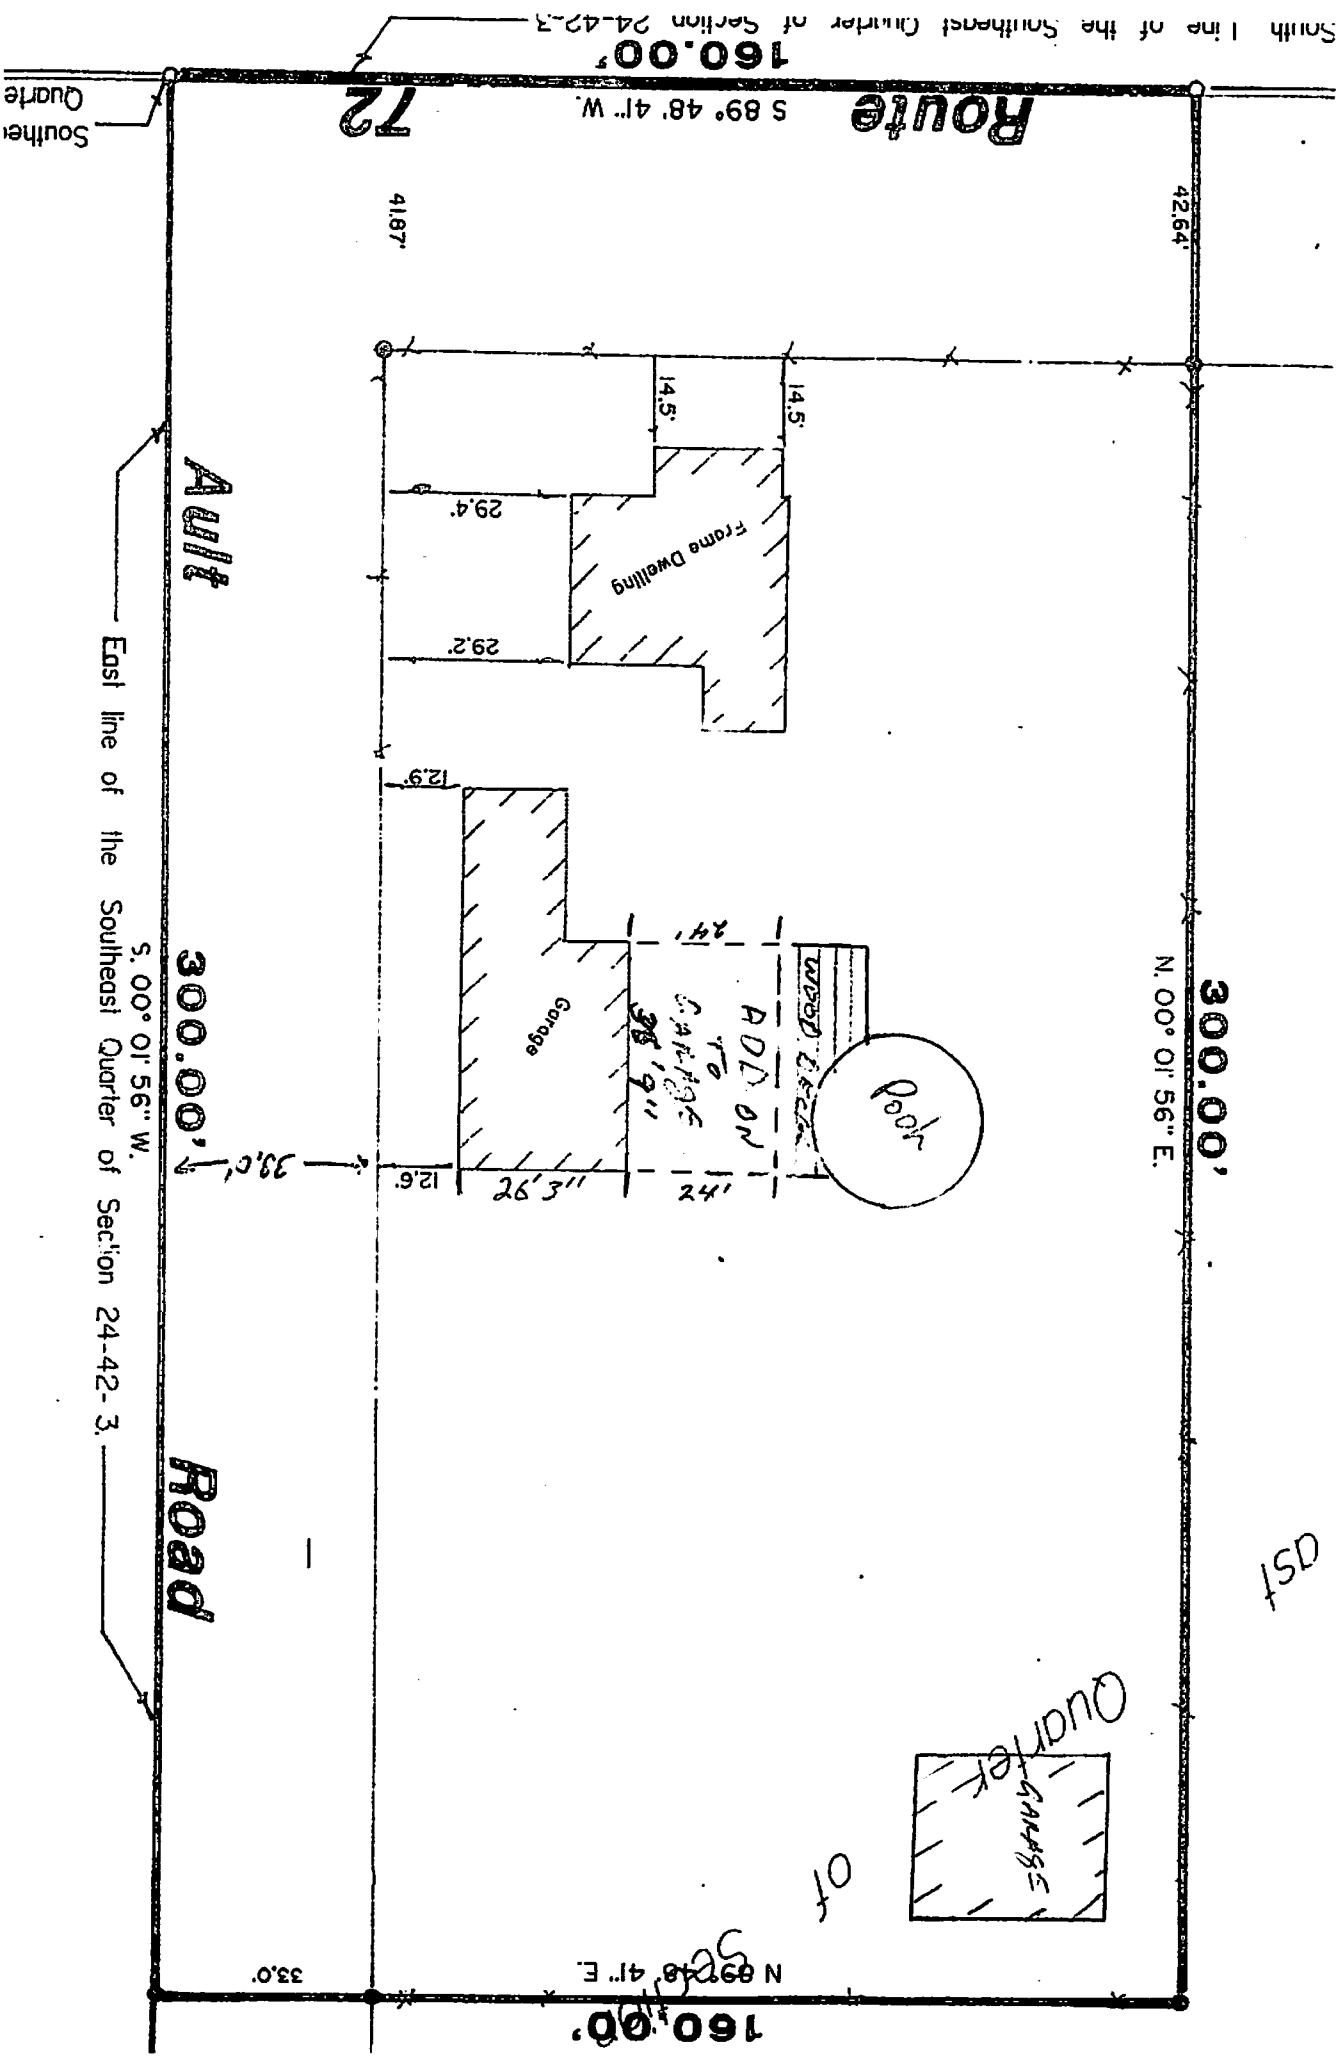 South Line of the Southeast Quarter of Section 24-42-3
160.00'
S 89° 48' 41" W.
Route 72
Quarte
Southe
41.87'
42.64'
14.5'
14.5'
29.4'
Frame Dwelling
29.2'
12.9'
Ault Road
East line of the Southeast Quarter of Section 24-42-3.
S. 00° 01' 56" W.
300.00'
300.00'
N. 00° 01' 56" E.
24'
Garage
ADD ON
TO
GARAGE
WOOD DECK
Pool
33.0'
12.6'
26'3"
24'
ast
Quarter
of
GARAGE
33.0'
N 89° 48' 41" E.
160.00'